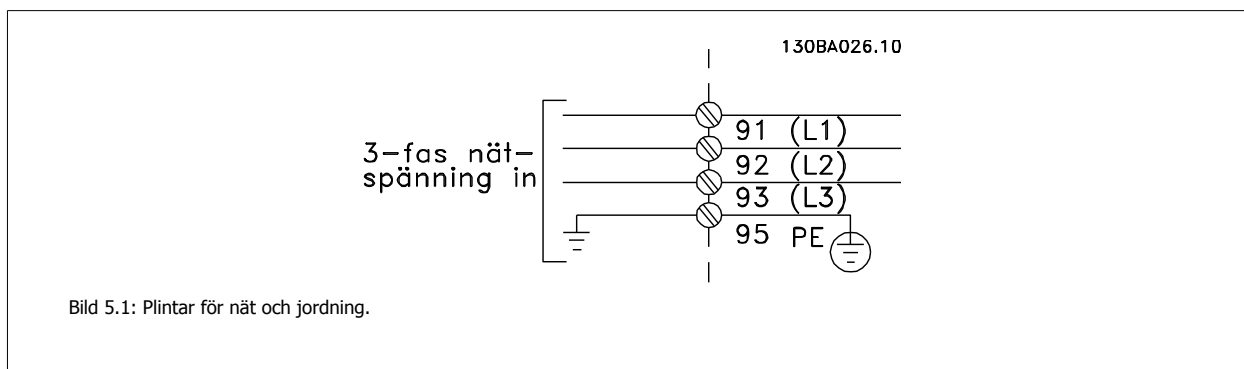 130BA026.10
3-fas nät-
spänning in
91 (L1)
92 (L2)
93 (L3)
95 PE
Bild 5.1: Plintar för nät och jordning.